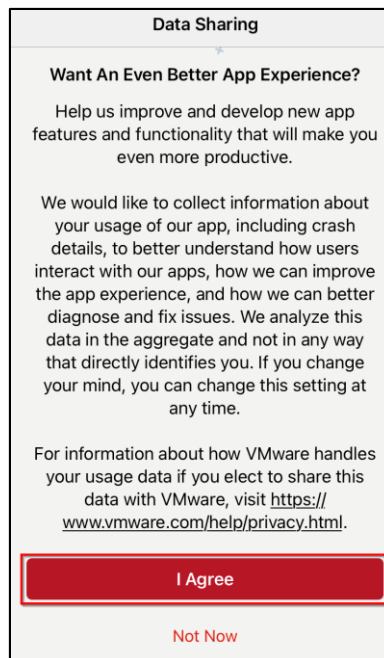 Data Sharing
Want An Even Better App Experience?
Help us improve and develop new app
features and functionality that will make you
even more productive.
We would like to collect information about
your usage of our app, including crash
details, to better understand how users
interact with our apps, how we can improve
the app experience, and how we can better
diagnose and fix issues. We analyze this
data in the aggregate and not in any way
that directly identifies you. If you change
your mind, you can change this setting at
any time.
For information about how VMware handles
your usage data if you elect to share this
data with VMware, visit https://
www.vmware.com/help/privacy.html.
I Agree
Not Now